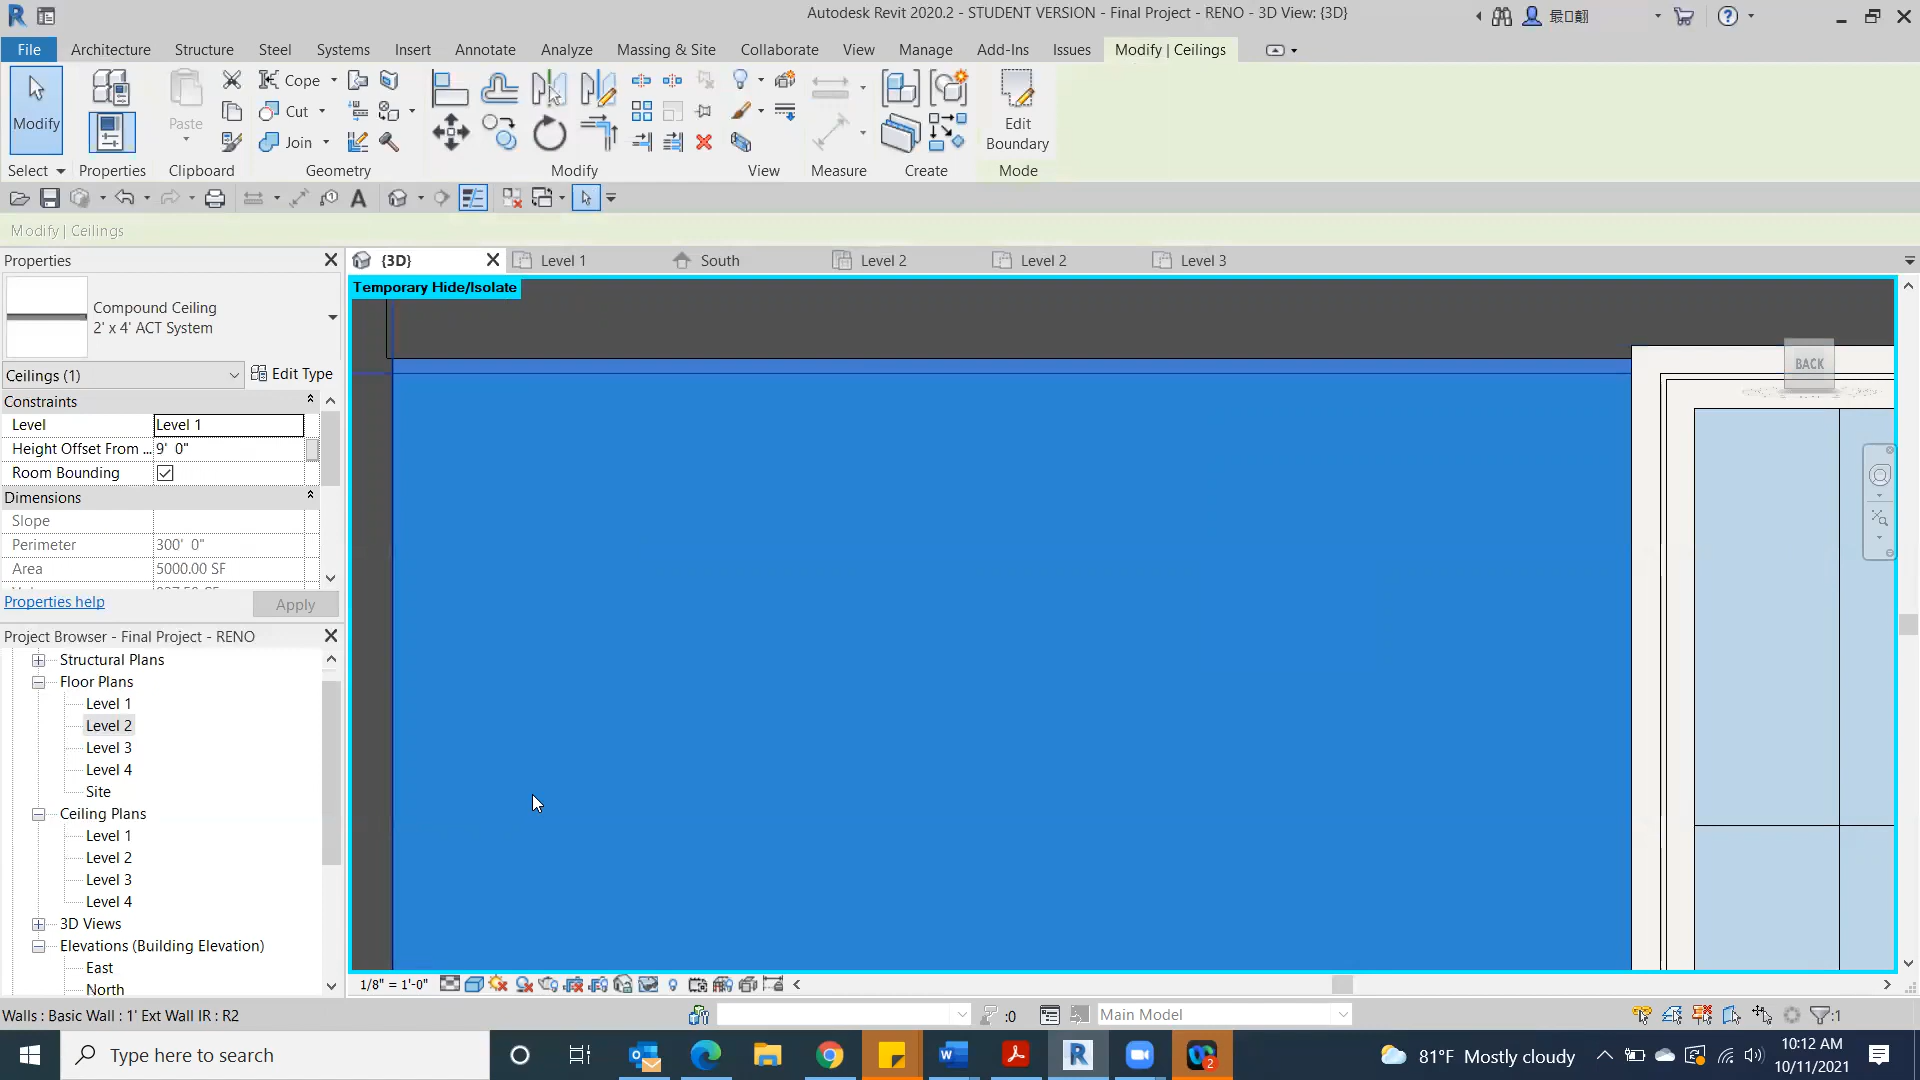 Autodesk Revit 2020.2 - STUDENT VERSION - Final Project - RENO - 3D View: {3D}
File Architecture Structure Steel Systems Insert Annotate Analyze Massing & Site Collaborate View Manage Add-Ins Issues Modify | Ceilings
Cope
Cut
Join
Modify
Paste
Edit
Boundary
Select Properties Clipboard Geometry Modify View Measure Create Mode
Modify | Ceilings
Properties
{3D} Level 1 South Level 2 Level 2 Level 3
Temporary Hide/Isolate
Compound Ceiling
2' x 4' ACT System
Ceilings (1) Edit Type
Constraints
Level Level 1
Height Offset From ... 9' 0"
Room Bounding
Dimensions
Slope
Perimeter 300' 0"
Area 5000.00 SF
Properties help Apply
BACK
Project Browser - Final Project - RENO
Structural Plans
Floor Plans
Level 1
Level 2
Level 3
Level 4
Site
Ceiling Plans
Level 1
Level 2
Level 3
Level 4
3D Views
Elevations (Building Elevation)
East
North
1/8" = 1'-0"
Walls : Basic Wall : 1' Ext Wall IR : R2
:0
Main Model
:1
Type here to search
2
81°F Mostly cloudy
10:12 AM
10/11/2021